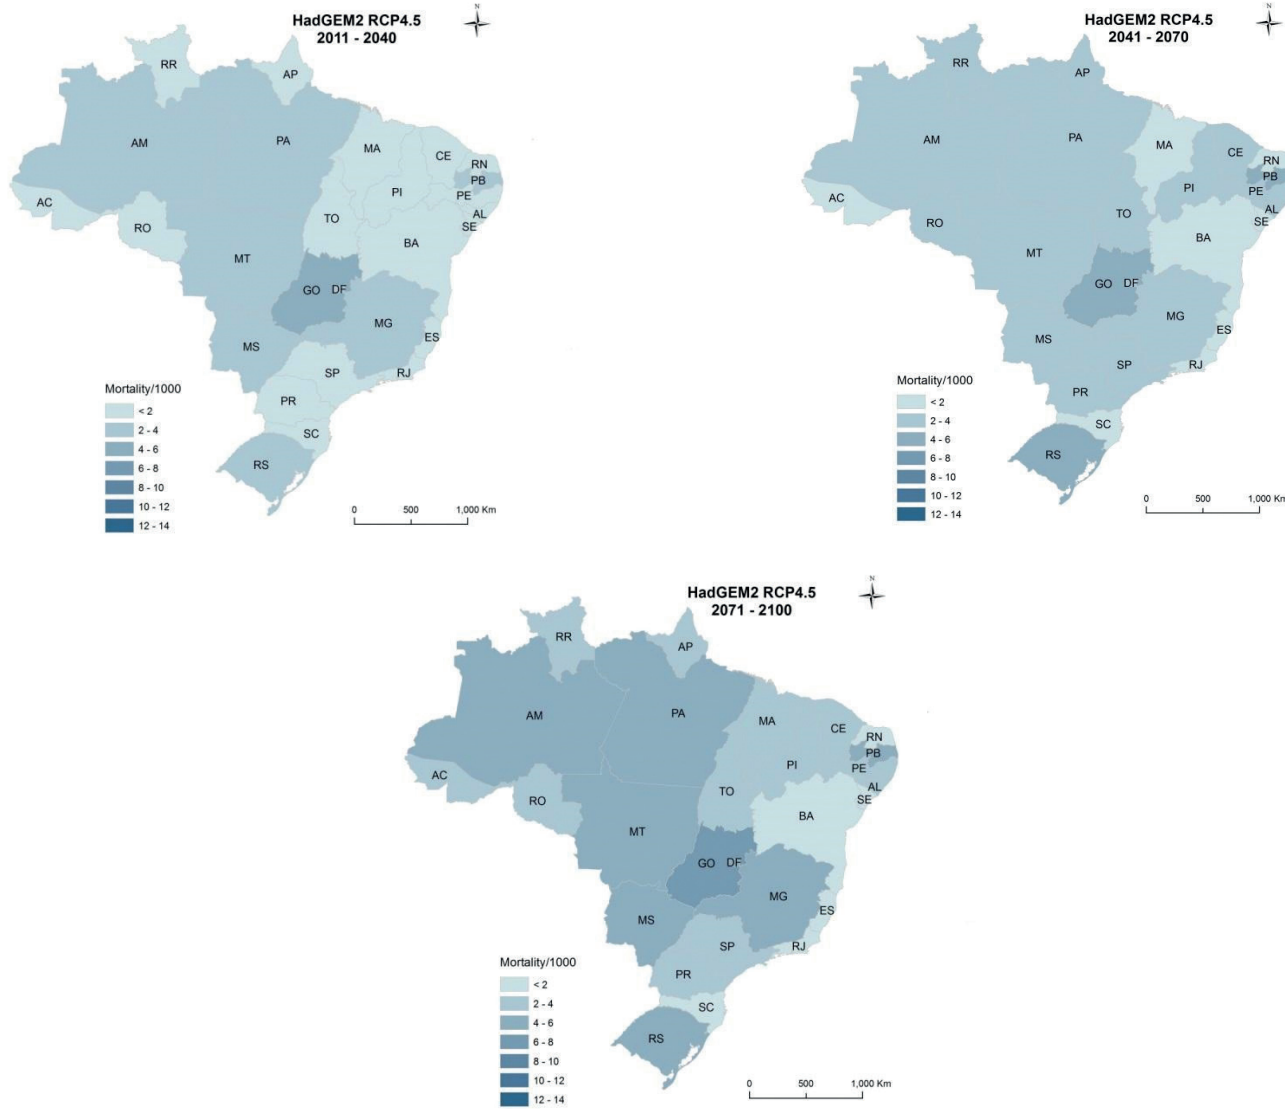 HadGEM2 RCP4.5
2011 - 2040
N
RR
AP
AM
PA
MA
CE
RN
PB
PE
PI
AC
TO
AL
SE
RO
BA
MT
GO DF
MG
ES
MS
SP
RJ
PR
SC
RS
Mortality/1000
< 2
2 - 4
4 - 6
6 - 8
8 - 10
10 - 12
12 - 14
0 500 1,000 Km
HadGEM2 RCP4.5
2041 - 2070
N
RR
AP
AM
PA
MA
CE
RN
PB
PE
PI
AC
TO
AL
SE
RO
BA
MT
GO DF
MG
ES
MS
SP
RJ
PR
SC
RS
Mortality/1000
< 2
2 - 4
4 - 6
6 - 8
8 - 10
10 - 12
12 - 14
0 500 1,000 Km
HadGEM2 RCP4.5
2071 - 2100
N
RR
AP
AM
PA
MA
CE
RN
PB
PE
PI
AC
TO
AL
SE
RO
BA
MT
GO DF
MG
ES
MS
SP
RJ
PR
SC
RS
Mortality/1000
< 2
2 - 4
4 - 6
6 - 8
8 - 10
10 - 12
12 - 14
0 500 1,000 Km